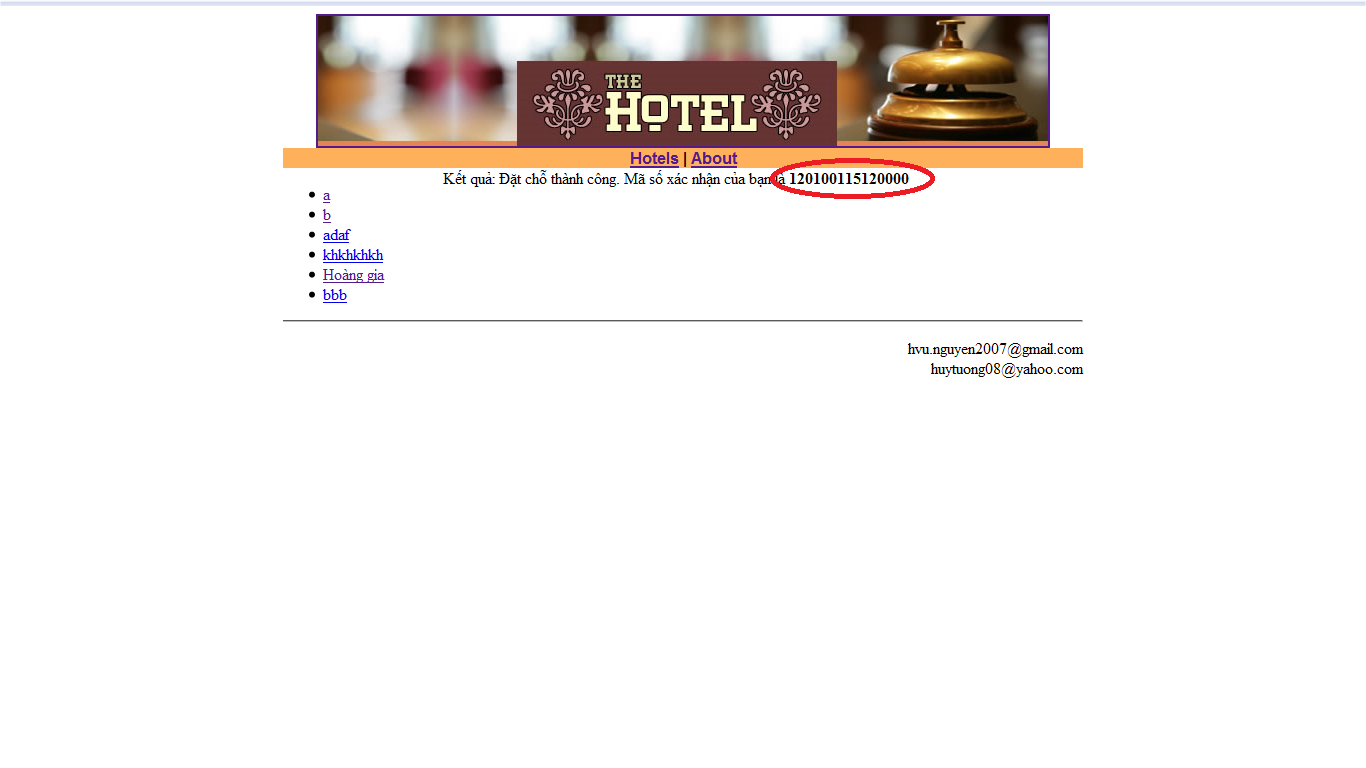 THE
HOTEL
Hotels | About
Kết quả: Đặt chỗ thành công. Mã số xác nhận của bạn là 120100115120000
a
b
adaf
khkhkhkh
Hoàng gia
bbb
hvu.nguyen2007@gmail.com
huytuong08@yahoo.com